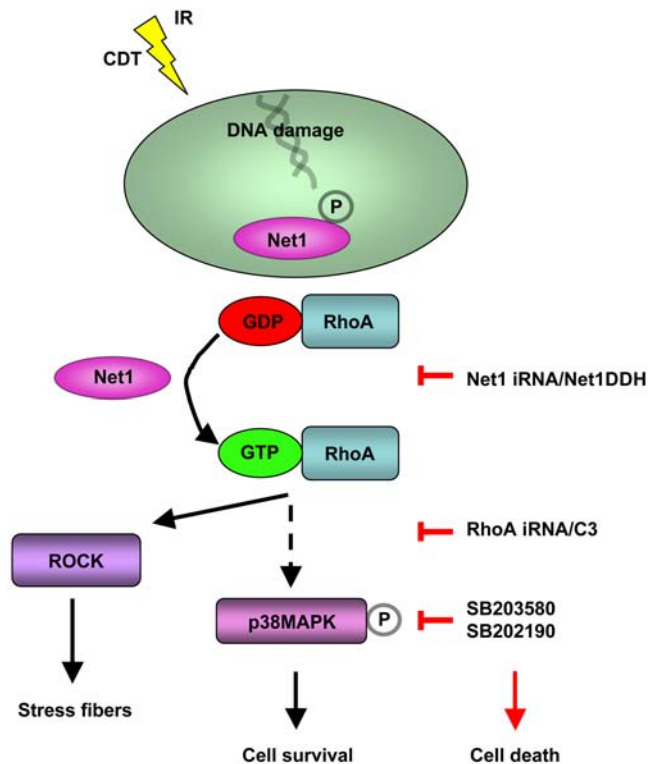 IR
CDT
DNA damage
P
Net1
GDP
RhoA
Net1
Net1 iRNA/Net1DDH
GTP
RhoA
RhoA iRNA/C3
ROCK
p38MAPK
P
SB203580
SB202190
Stress fibers
Cell survival
Cell death